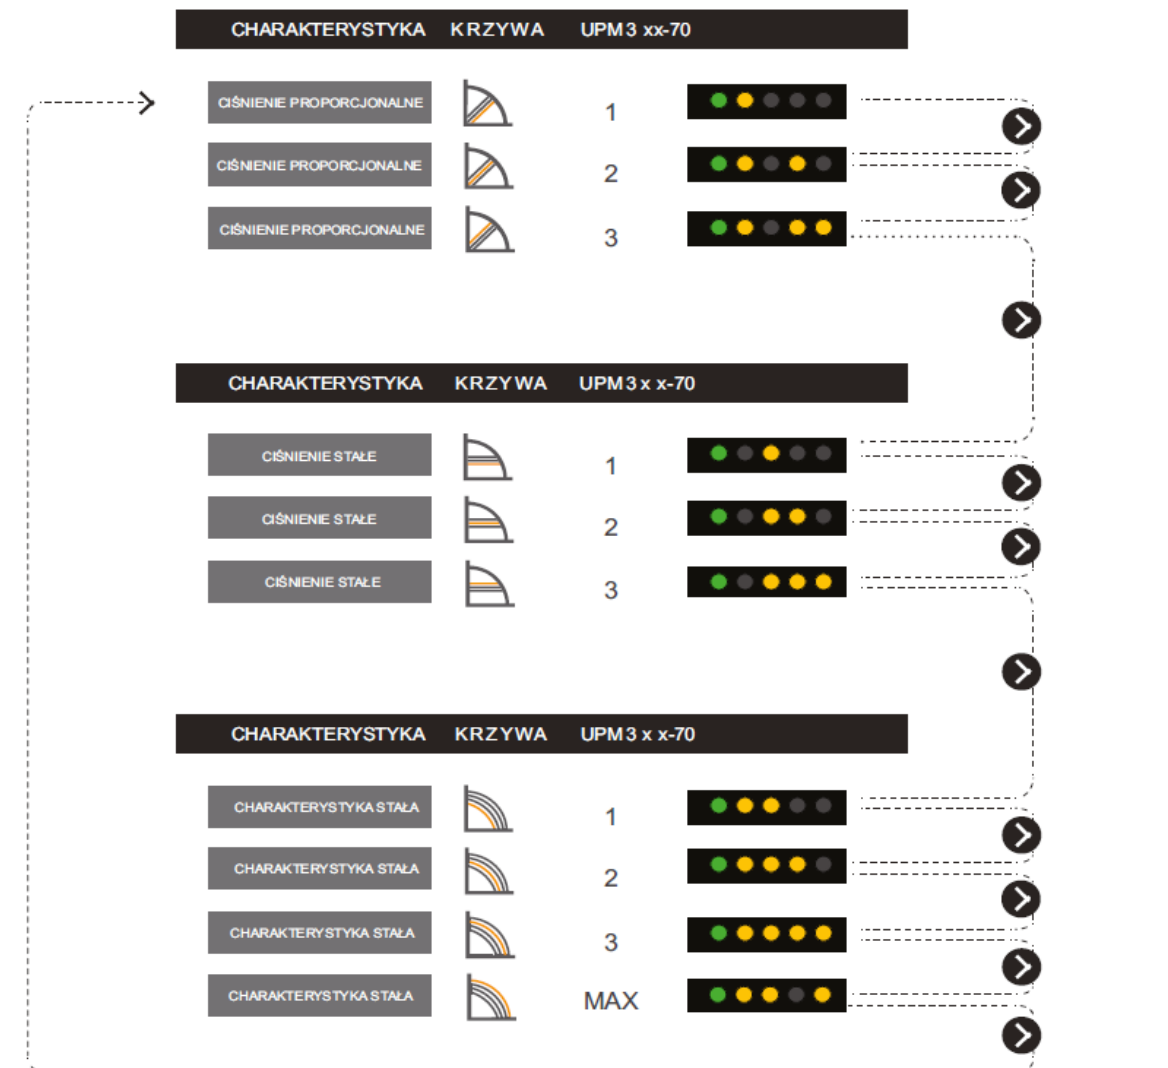 CHARAKTERYSTYKA KRZYWA UPM3 xx-70
CIŚNIENIE PROPORCJONALNE 1
CIŚNIENIE PROPORCJONALNE 2
CIŚNIENIE PROPORCJONALNE 3
CHARAKTERYSTYKA KRZYWA UPM3 x x-70
CIŚNIENIE STAŁE 1
CIŚNIENIE STAŁE 2
CIŚNIENIE STAŁE 3
CHARAKTERYSTYKA KRZYWA UPM3 x x-70
CHARAKTERYSTYKA STAŁA 1
CHARAKTERYSTYKA STAŁA 2
CHARAKTERYSTYKA STAŁA 3
CHARAKTERYSTYKA STAŁA MAX